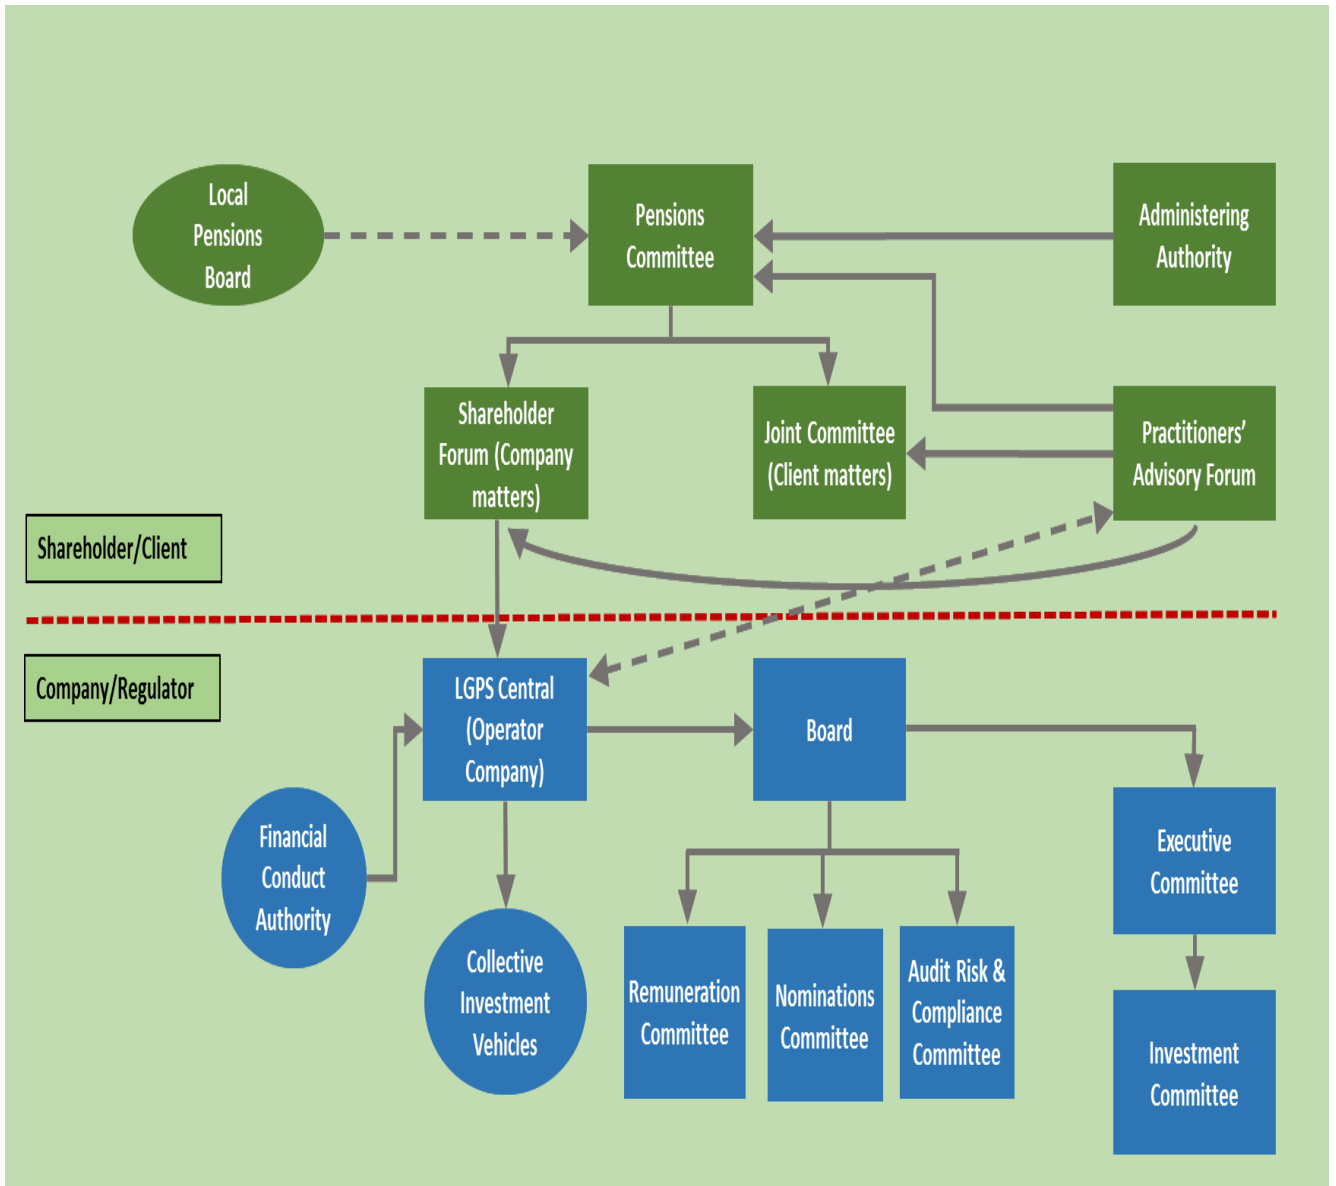 Local
Pensions
Board
Pensions
Committee
Administering
Authority
Shareholder
Forum (Company
matters)
Joint Committee
(Client matters)
Practitioners’
Advisory Forum
Shareholder/Client
Company/Regulator
LGPS Central
(Operator
Company)
Board
Financial
Conduct
Authority
Executive
Committee
Collective
Investment
Vehicles
Remuneration
Committee
Nominations
Committee
Audit Risk &
Compliance
Committee
Investment
Committee